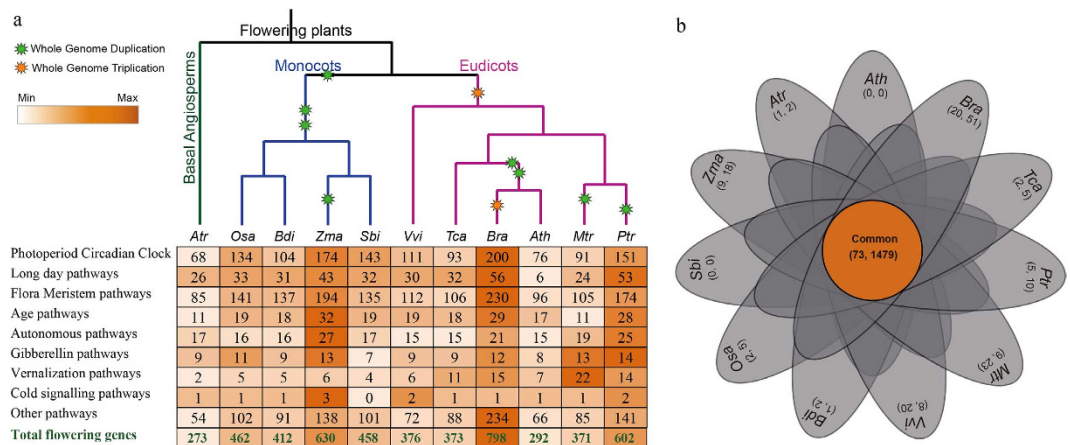 a
Whole Genome Duplication
Whole Genome Triplication
Min Max
Flowering plants
Basal Angiosperms
Monocots
Eudicots
Atr Osa Bdi Zma Sbi Vvi Tca Bra Ath Mtr Ptr
Photoperiod Circadian Clock 68 134 104 174 143 111 93 200 76 91 151
Long day pathways 26 33 31 43 32 30 32 56 6 24 53
Flora Meristem pathways 85 141 137 194 135 112 106 230 96 105 174
Age pathways 11 19 18 32 19 19 18 29 17 11 28
Autonomous pathways 17 16 16 27 17 15 15 21 15 19 25
Gibberellin pathways 9 11 9 13 7 9 9 12 8 13 14
Vernalization pathways 2 5 5 6 4 6 11 15 7 22 14
Cold signalling pathways 1 1 1 3 0 2 1 1 1 1 2
Other pathways 54 102 91 138 101 72 88 234 66 85 141
Total flowering genes 273 462 412 630 458 376 373 798 292 371 602
b
Ath
(0, 0)
Bra
(20, 51)
Tca
(2, 5)
Ptr
(5, 10)
Mtr
(9, 23)
Vvi
(8, 20)
Bdi
(1, 2)
Osa
(2, 5)
Sbi
(0, 0)
Zma
(9, 18)
Atr
(1, 2)
Common
(73, 1479)